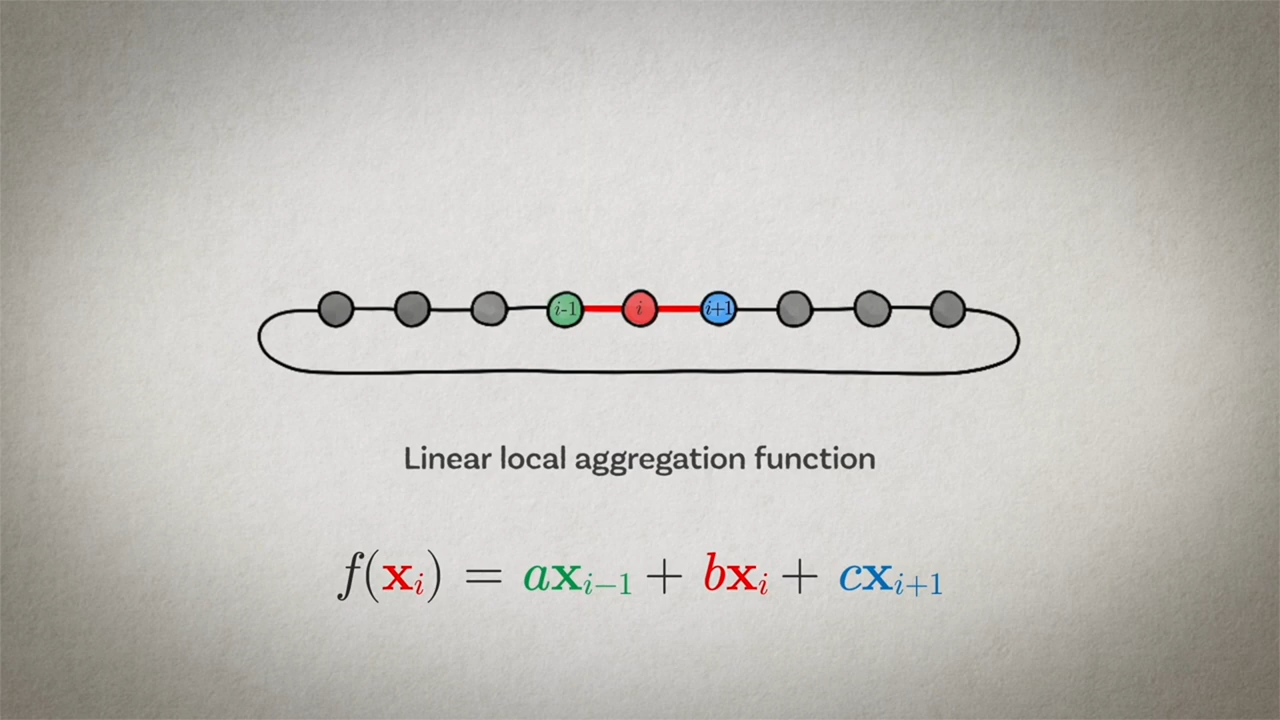 i-1 i i+1
Linear local aggregation function
f(𝐱ᵢ) = a𝐱ᵢ₋₁ + b𝐱ᵢ + c𝐱ᵢ₊₁